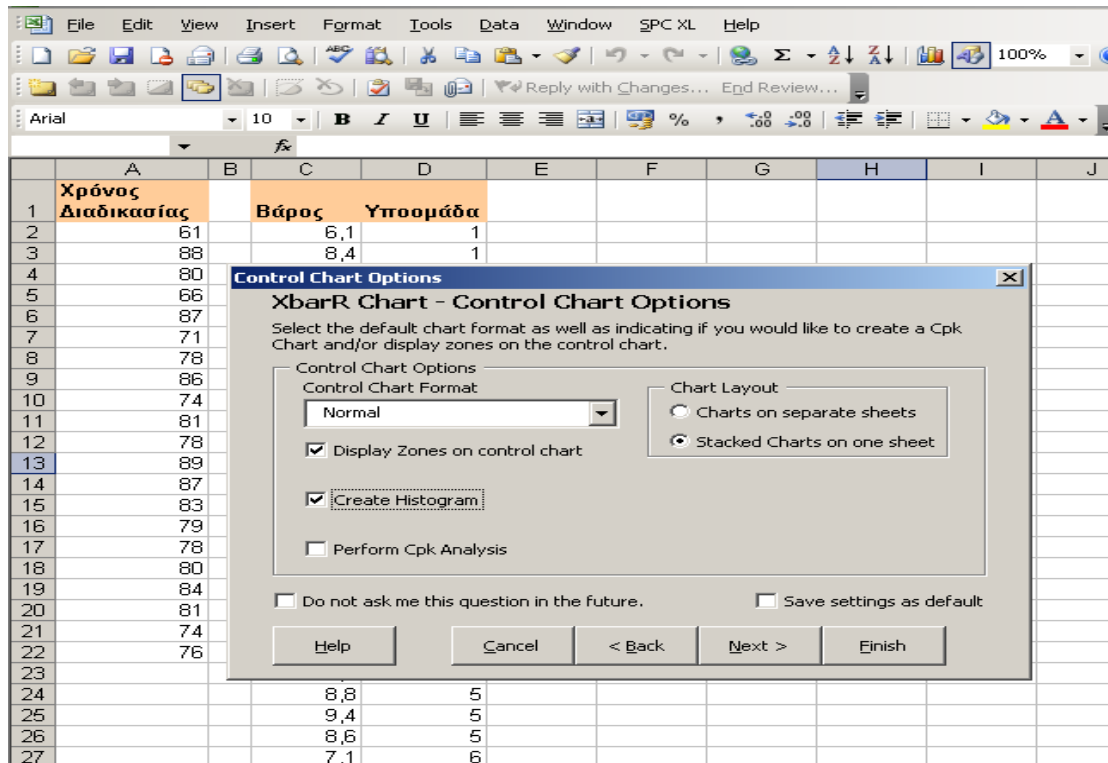 File Edit View Insert Format Tools Data Window SPC XL Help
100%
Reply with Changes... End Review...
Arial 10 B I U
fx
A B C D E F G H I J
1 Χρόνος Διαδικασίας Βάρος Υποομάδα
2 61 6,1 1
3 88 8,4 1
4 80
5 66
6 87
7 71
8 78
9 86
10 74
11 81
12 78
13 89
14 87
15 83
16 79
17 78
18 80
19 84
20 81
21 74
22 76
23
24 8,8 5
25 9,4 5
26 8,6 5
27 7,1 6
Control Chart Options
XbarR Chart - Control Chart Options
Select the default chart format as well as indicating if you would like to create a Cpk
Chart and/or display zones on the control chart.
Control Chart Options
Control Chart Format
Normal
Display Zones on control chart
Create Histogram
Perform Cpk Analysis
Chart Layout
Charts on separate sheets
Stacked Charts on one sheet
Do not ask me this question in the future.
Save settings as default
Help Cancel < Back Next > Finish